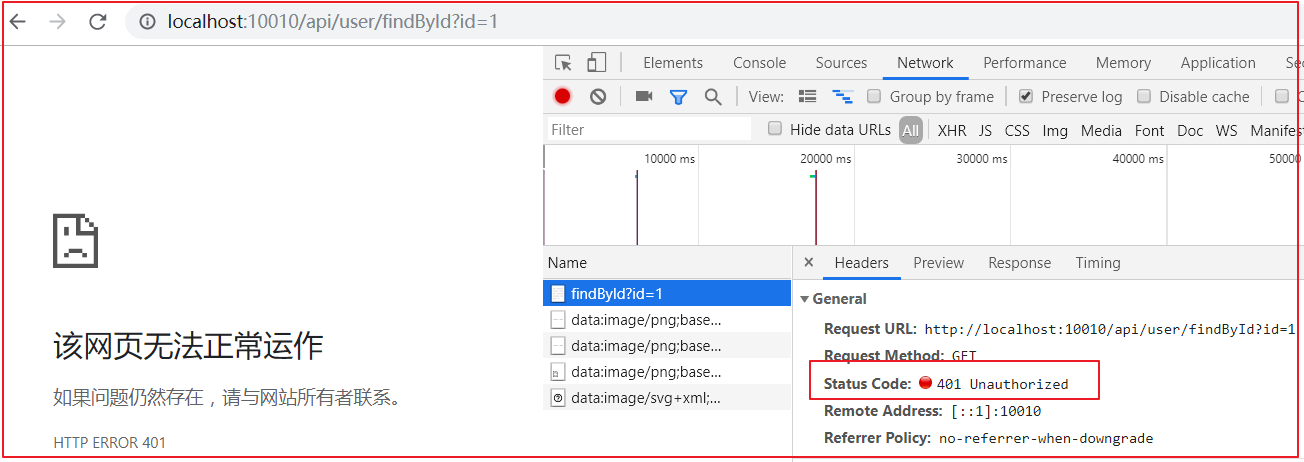 localhost:10010/api/user/findById?id=1
Elements Console Sources Network Performance Memory Application
View: Group by frame Preserve log Disable cache
Filter Hide data URLs All XHR JS CSS Img Media Font Doc WS Manifes
10000 ms 20000 ms 30000 ms 40000 ms 50000
Name
findById?id=1
data:image/png;base...
data:image/png;base...
data:image/png;base...
data:image/svg+xml;...
× Headers Preview Response Timing
General
Request URL: http://localhost:10010/api/user/findById?id=1
Request Method: GET
Status Code: 401 Unauthorized
Remote Address: [::1]:10010
Referrer Policy: no-referrer-when-downgrade
该网页无法正常运作
如果问题仍然存在，请与网站所有者联系。
HTTP ERROR 401